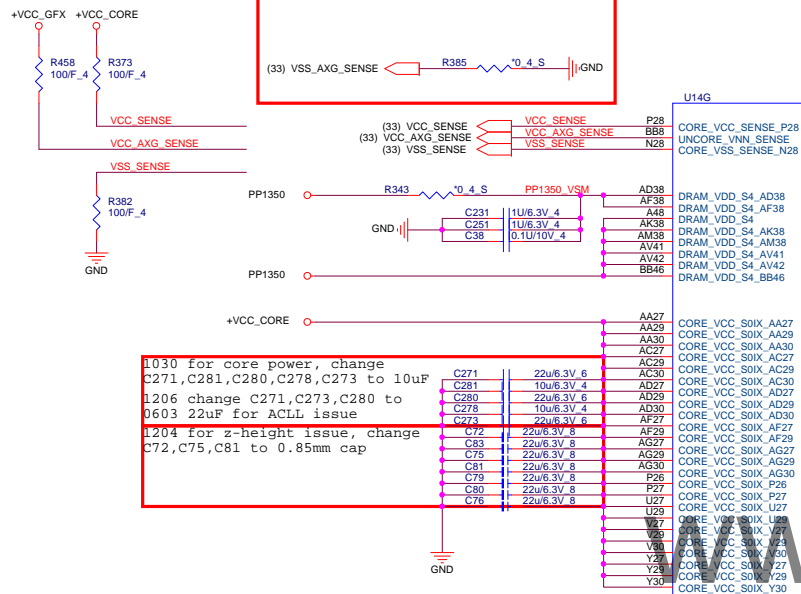 +VCC_GFX +VCC_CORE
R458 100/F_4
R373 100/F_4
VCC_SENSE
VCC_AXG_SENSE
VSS_SENSE
R382 100/F_4
GND
(33) VSS_AXG_SENSE R385 *0_4_S GND
U14G
(33) VCC_SENSE VCC_SENSE P28 CORE_VCC_SENSE_P28
(33) VCC_AXG_SENSE VCC_AXG_SENSE BB8 UNCORE_VNN_SENSE
(33) VSS_SENSE VSS_SENSE N28 CORE_VSS_SENSE_N28
PP1350 R343 *0_4_S PP1350_VSM AD38 DRAM_VDD_S4_AD38
AF38 DRAM_VDD_S4_AF38
A48 DRAM_VDD_S4
AK38 DRAM_VDD_S4_AK38
AM38 DRAM_VDD_S4_AM38
AV41 DRAM_VDD_S4_AV41
AV42 DRAM_VDD_S4_AV42
BB46 DRAM_VDD_S4_BB46
GND
C231 1U/6.3V_4
C251 1U/6.3V_4
C38 0.1U/10V_4
PP1350
+VCC_CORE
AA27 CORE_VCC_S0IX_AA27
AA29 CORE_VCC_S0IX_AA29
AA30 CORE_VCC_S0IX_AA30
AC27 CORE_VCC_S0IX_AC27
AC29 CORE_VCC_S0IX_AC29
AC30 CORE_VCC_S0IX_AC30
AD27 CORE_VCC_S0IX_AD27
AD29 CORE_VCC_S0IX_AD29
AD30 CORE_VCC_S0IX_AD30
AF27 CORE_VCC_S0IX_AF27
AF29 CORE_VCC_S0IX_AF29
AG27 CORE_VCC_S0IX_AG27
AG29 CORE_VCC_S0IX_AG29
AG30 CORE_VCC_S0IX_AG30
P26 CORE_VCC_S0IX_P26
P27 CORE_VCC_S0IX_P27
U27 CORE_VCC_S0IX_U27
U29 CORE_VCC_S0IX_U29
V27 CORE_VCC_S0IX_V27
V29 CORE_VCC_S0IX_V29
V30 CORE_VCC_S0IX_V30
Y27 CORE_VCC_S0IX_Y27
Y29 CORE_VCC_S0IX_Y29
Y30 CORE_VCC_S0IX_Y30
1030 for core power, change
C271,C281,C280,C278,C273 to 10uF
1206 change C271,C273,C280 to
0603 22uF for ACLL issue
1204 for z-height issue, change
C72,C75,C81 to 0.85mm cap
C271 22u/6.3V_6
C281 10u/6.3V_4
C280 22u/6.3V_6
C278 10u/6.3V_4
C273 22u/6.3V_6
C72 22u/6.3V_8
C83 22u/6.3V_8
C75 22u/6.3V_8
C81 22u/6.3V_8
C79 22u/6.3V_8
C80 22u/6.3V_8
C76 22u/6.3V_8
GND